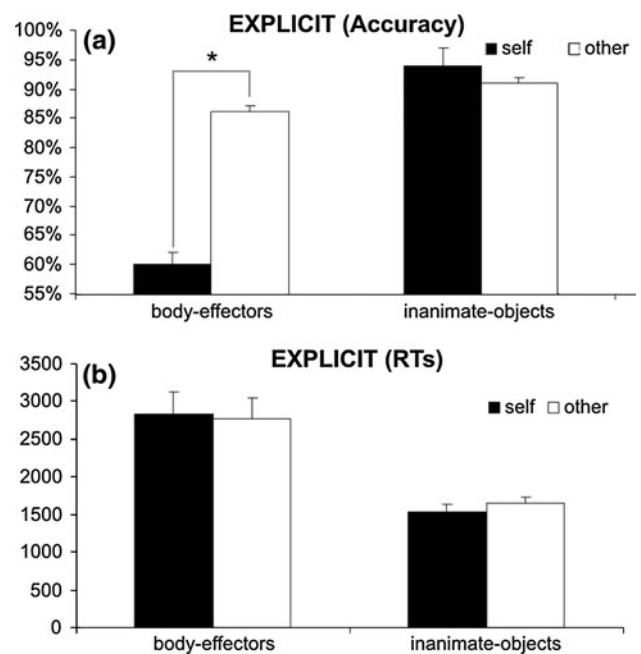 EXPLICIT (Accuracy)
(a)
100%
95%
90%
85%
80%
75%
70%
65%
60%
55%
*
self other
body-effectors inanimate-objects
EXPLICIT (RTs)
(b)
3500
3000
2500
2000
1500
1000
500
0
self other
body-effectors inanimate-objects